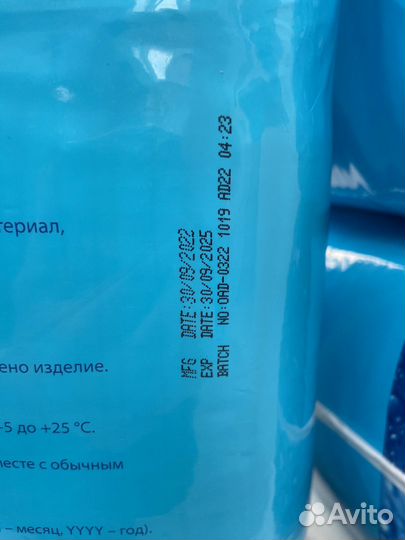 териал,
MFG DATE:30/09/2022
EXP DATE:30/09/2025
BATCH NO:OAD-0322 1019 AD22 04:23
ено изделие.
+5 до +25 °C.
месте с обычным
– месяц, YYYY – год).
Avito